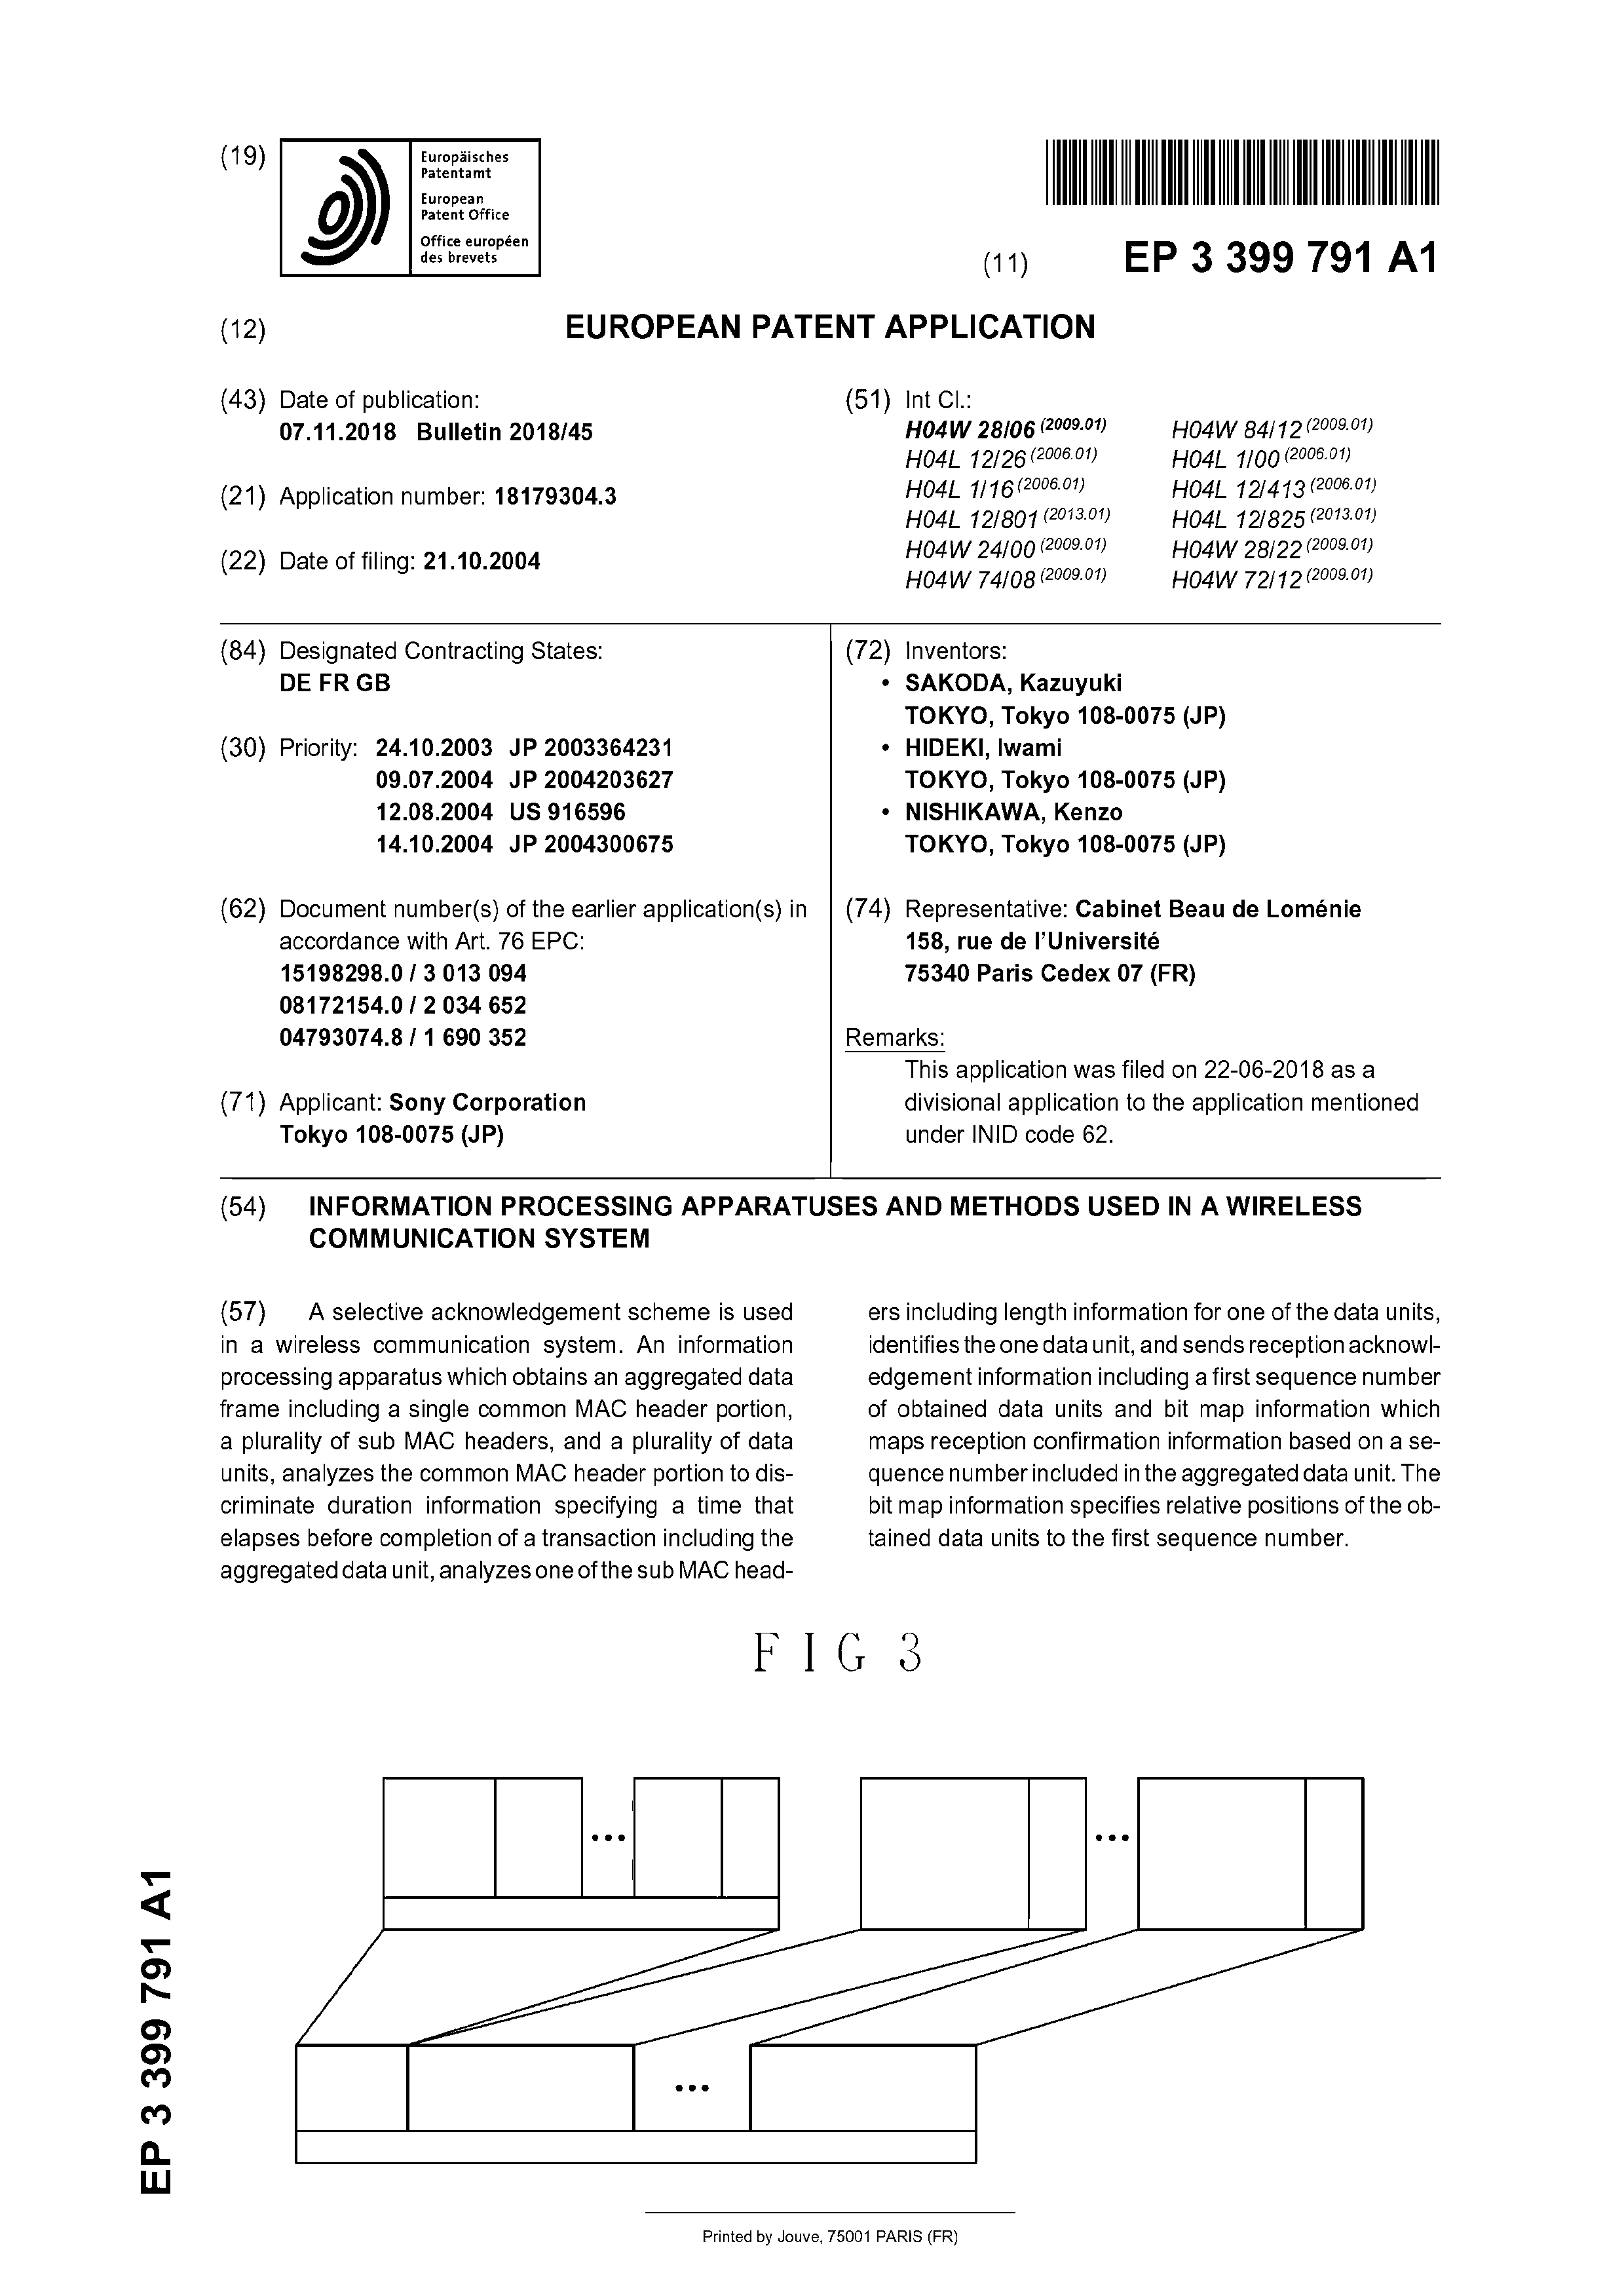 (19)
Europäisches
Patentamt
European
Patent Office
Office européen
des brevets
(11) EP 3 399 791 A1
(12) EUROPEAN PATENT APPLICATION
(43) Date of publication:
07.11.2018 Bulletin 2018/45
(21) Application number: 18179304.3
(22) Date of filing: 21.10.2004
(51) Int Cl.:
H04W 28/06 (2009.01) H04W 84/12 (2009.01)
H04L 12/26 (2006.01) H04L 1/00 (2006.01)
H04L 1/16 (2006.01) H04L 12/413 (2006.01)
H04L 12/801 (2013.01) H04L 12/825 (2013.01)
H04W 24/00 (2009.01) H04W 28/22 (2009.01)
H04W 74/08 (2009.01) H04W 72/12 (2009.01)
(84) Designated Contracting States:
DE FR GB
(30) Priority: 24.10.2003 JP 2003364231
09.07.2004 JP 2004203627
12.08.2004 US 916596
14.10.2004 JP 2004300675
(62) Document number(s) of the earlier application(s) in
accordance with Art. 76 EPC:
15198298.0 / 3 013 094
08172154.0 / 2 034 652
04793074.8 / 1 690 352
(71) Applicant: Sony Corporation
Tokyo 108-0075 (JP)
(72) Inventors:
• SAKODA, Kazuyuki
TOKYO, Tokyo 108-0075 (JP)
• HIDEKI, Iwami
TOKYO, Tokyo 108-0075 (JP)
• NISHIKAWA, Kenzo
TOKYO, Tokyo 108-0075 (JP)
(74) Representative: Cabinet Beau de Loménie
158, rue de l'Université
75340 Paris Cedex 07 (FR)
Remarks:
This application was filed on 22-06-2018 as a
divisional application to the application mentioned
under INID code 62.
(54) INFORMATION PROCESSING APPARATUSES AND METHODS USED IN A WIRELESS
COMMUNICATION SYSTEM
(57) A selective acknowledgement scheme is used
in a wireless communication system. An information
processing apparatus which obtains an aggregated data
frame including a single common MAC header portion,
a plurality of sub MAC headers, and a plurality of data
units, analyzes the common MAC header portion to dis-
criminate duration information specifying a time that
elapses before completion of a transaction including the
aggregated data unit, analyzes one of the sub MAC head-
ers including length information for one of the data units,
identifies the one data unit, and sends reception acknowl-
edgement information including a first sequence number
of obtained data units and bit map information which
maps reception confirmation information based on a se-
quence number included in the aggregated data unit. The
bit map information specifies relative positions of the ob-
tained data units to the first sequence number.
FIG 3
...
...
...
EP 3 399 791 A1
Printed by Jouve, 75001 PARIS (FR)